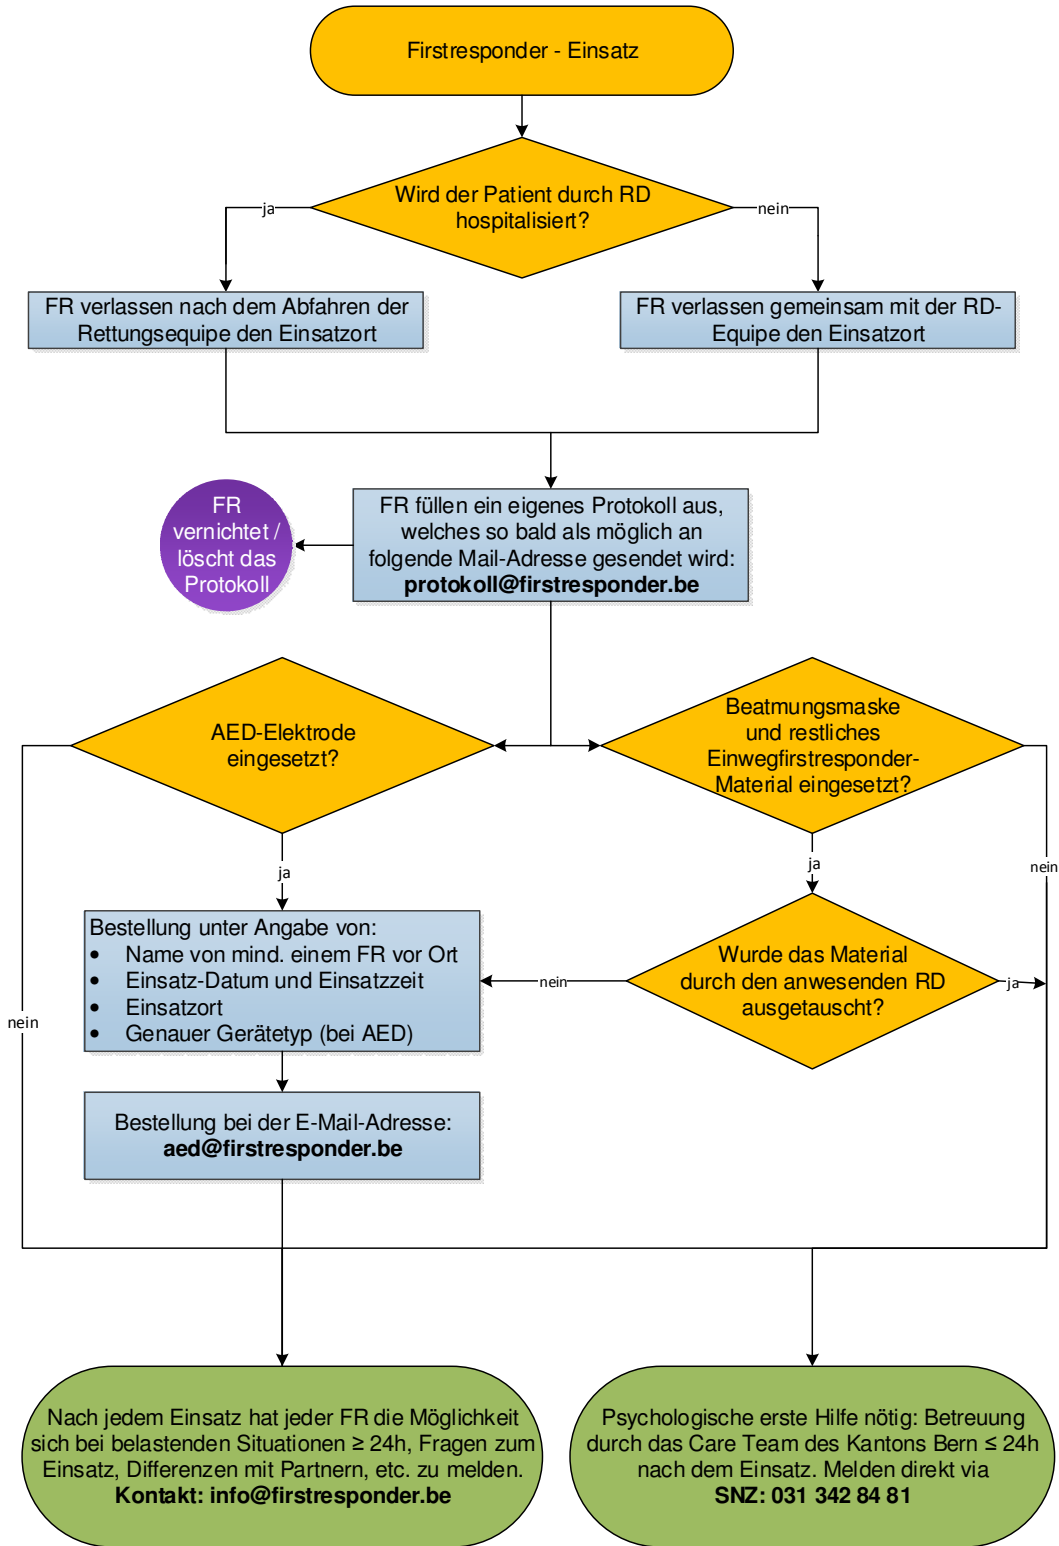 Firstresponder - Einsatz
Wird der Patient durch RD
hospitalisiert?
ja
nein
FR verlassen nach dem Abfahren der
Rettungsequipe den Einsatzort
FR verlassen gemeinsam mit der RD-
Equipe den Einsatzort
FR
vernichtet /
löscht das
Protokoll
FR füllen ein eigenes Protokoll aus,
welches so bald als möglich an
folgende Mail-Adresse gesendet wird:
protokoll@firstresponder.be
AED-Elektrode
eingesetzt?
Beatmungsmaske
und restliches
Einwegfirstresponder-
Material eingesetzt?
ja
ja
nein
Bestellung unter Angabe von:
• Name von mind. einem FR vor Ort
• Einsatz-Datum und Einsatzzeit
• Einsatzort
• Genauer Gerätetyp (bei AED)
nein
Wurde das Material
durch den anwesenden RD
ausgetauscht?
ja
nein
Bestellung bei der E-Mail-Adresse:
aed@firstresponder.be
Nach jedem Einsatz hat jeder FR die Möglichkeit
sich bei belastenden Situationen ≥ 24h, Fragen zum
Einsatz, Differenzen mit Partnern, etc. zu melden.
Kontakt: info@firstresponder.be
Psychologische erste Hilfe nötig: Betreuung
durch das Care Team des Kantons Bern ≤ 24h
nach dem Einsatz. Melden direkt via
SNZ: 031 342 84 81